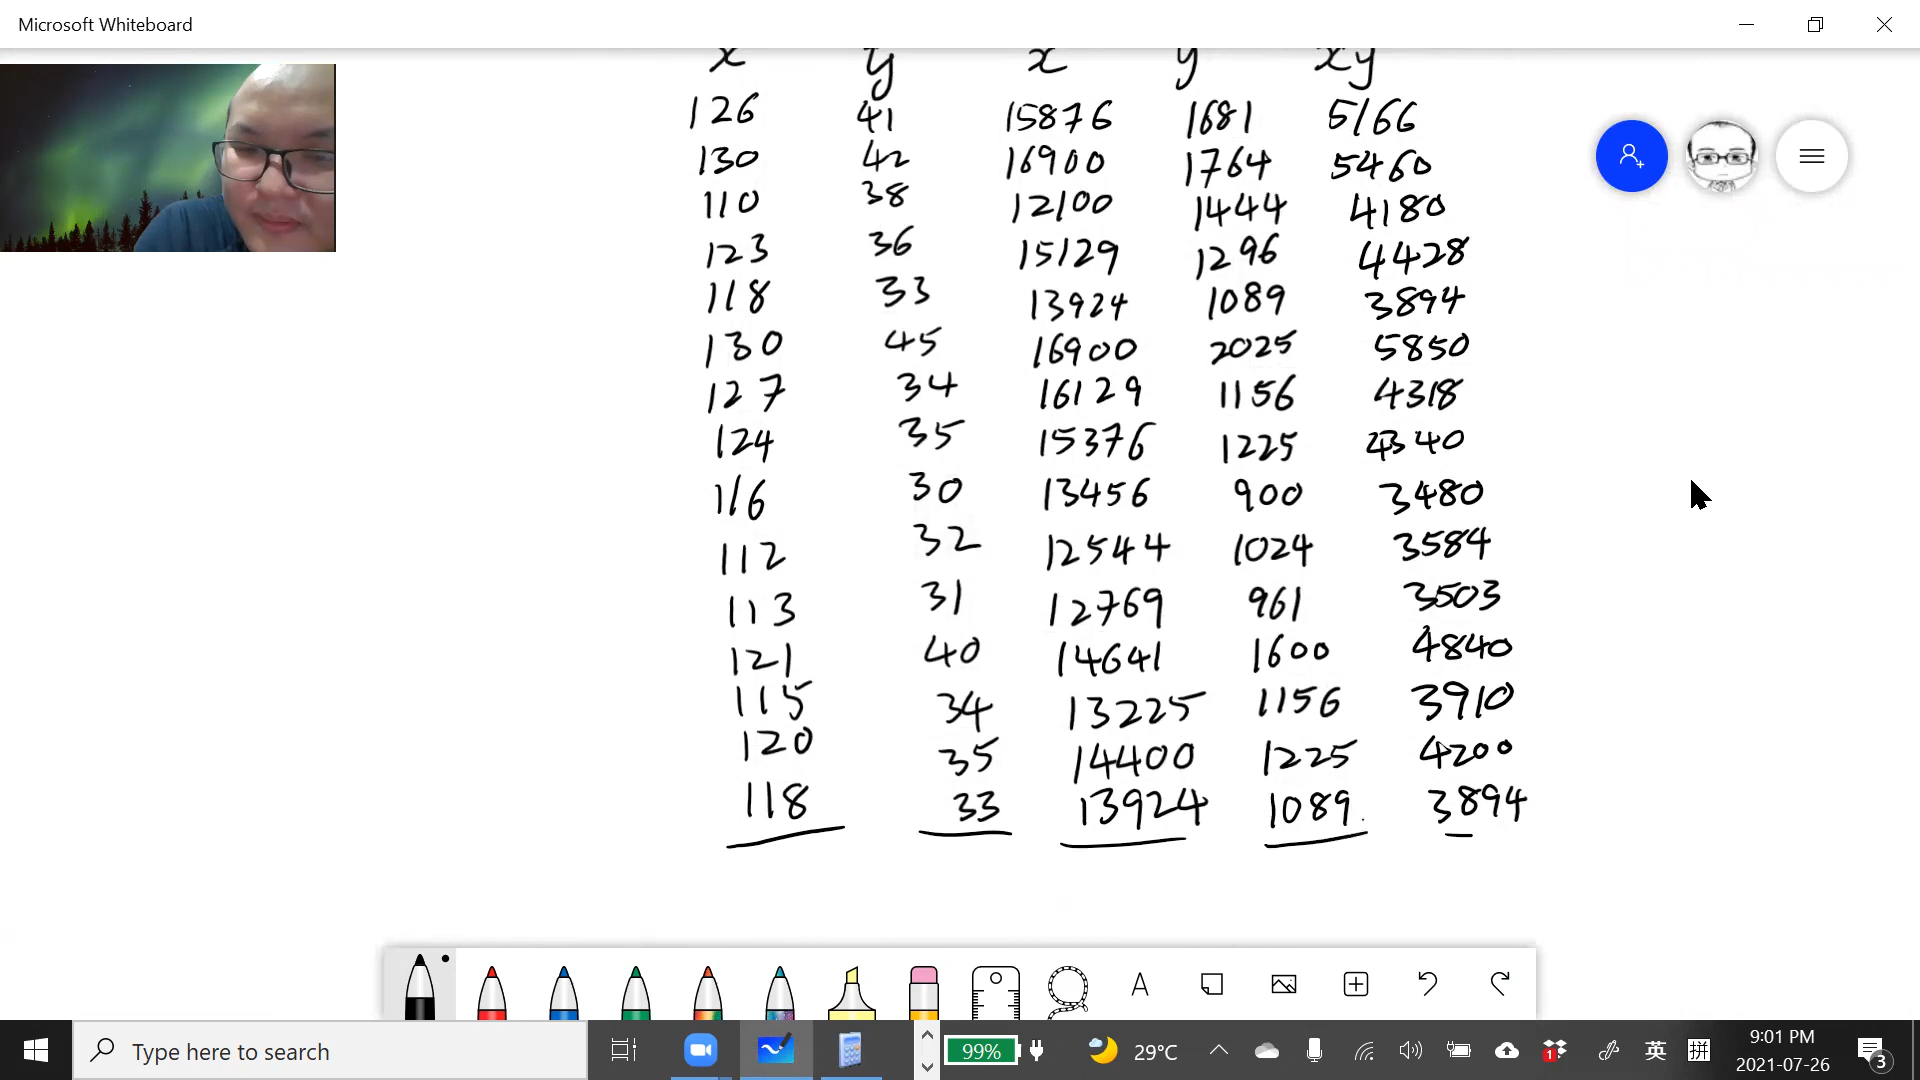 Microsoft Whiteboard
x y x y xy
126 41 15876 1681 5166
130 42 16900 1764 5460
110 38 12100 1444 4180
123 36 15129 1296 4428
118 33 13924 1089 3894
130 45 16900 2025 5850
127 34 16129 1156 4318
124 35 15376 1225 4340
116 30 13456 900 3480
112 32 12544 1024 3584
113 31 12769 961 3503
121 40 14641 1600 4840
115 34 13225 1156 3910
120 35 14400 1225 4200
118 33 13924 1089. 3894
A
Type here to search
99%
29°C
1
英
拼
9:01 PM
2021-07-26
3